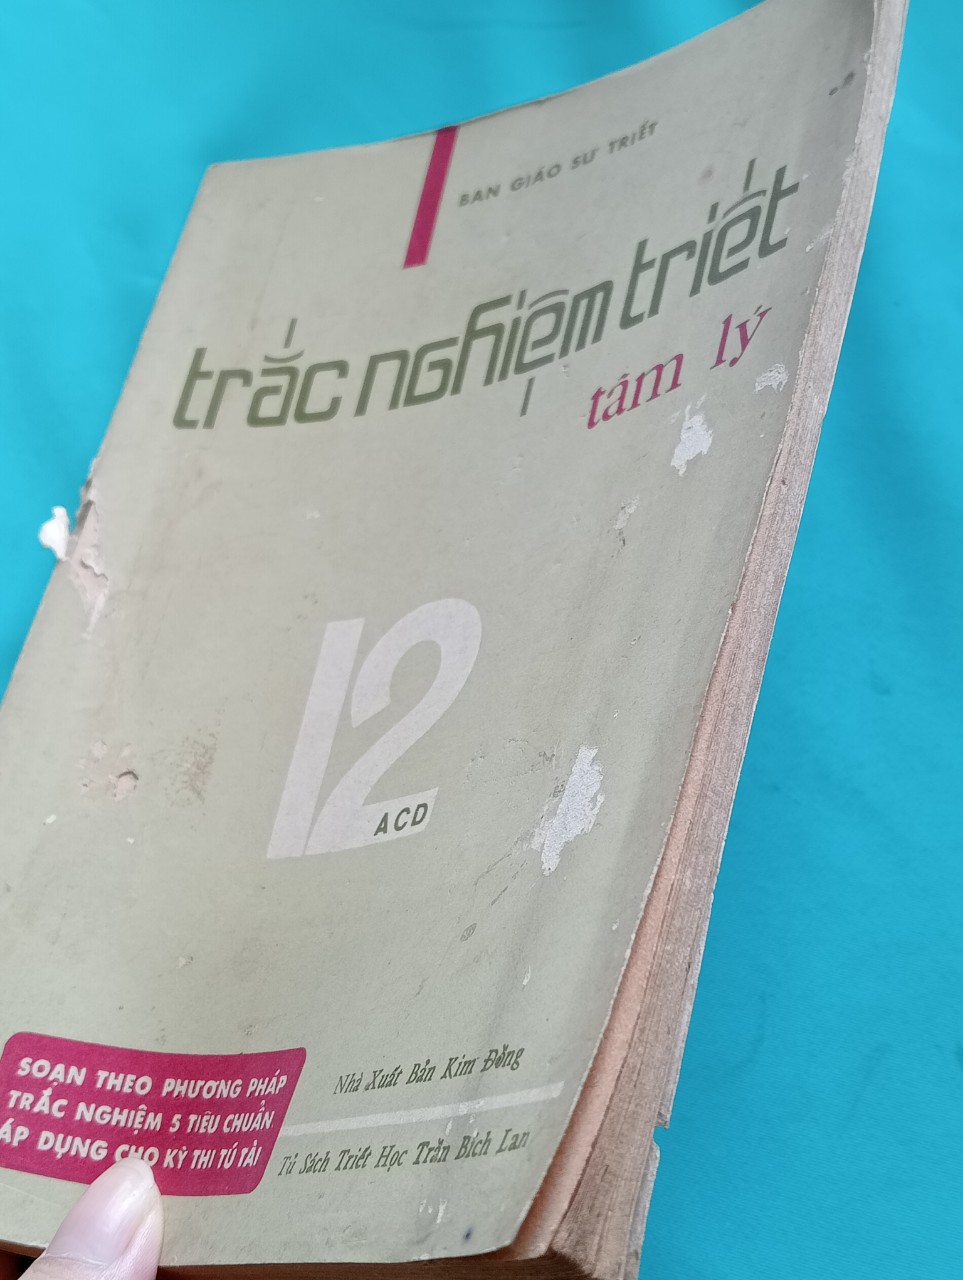 BAN GIÁO SƯ TRIẾT
trắc nghiệm triết
tâm lý
12
ACD
SOẠN THEO PHƯƠNG PHÁP
TRẮC NGHIỆM 5 TIÊU CHUẨN
ÁP DỤNG CHO KỲ THI TÚ TÀI
Nhà Xuất Bản Kim Đồng
Tủ Sách Triết Học Trần Bích Lan